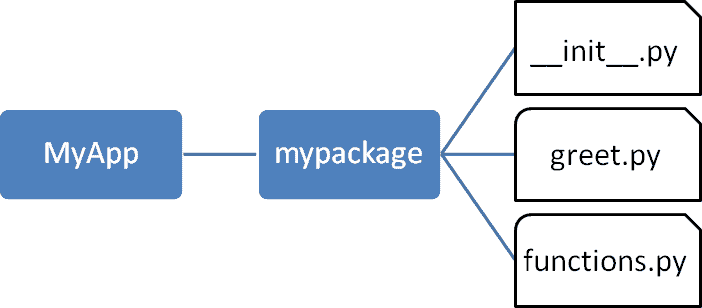 MyApp
mypackage
__init__.py
greet.py
functions.py